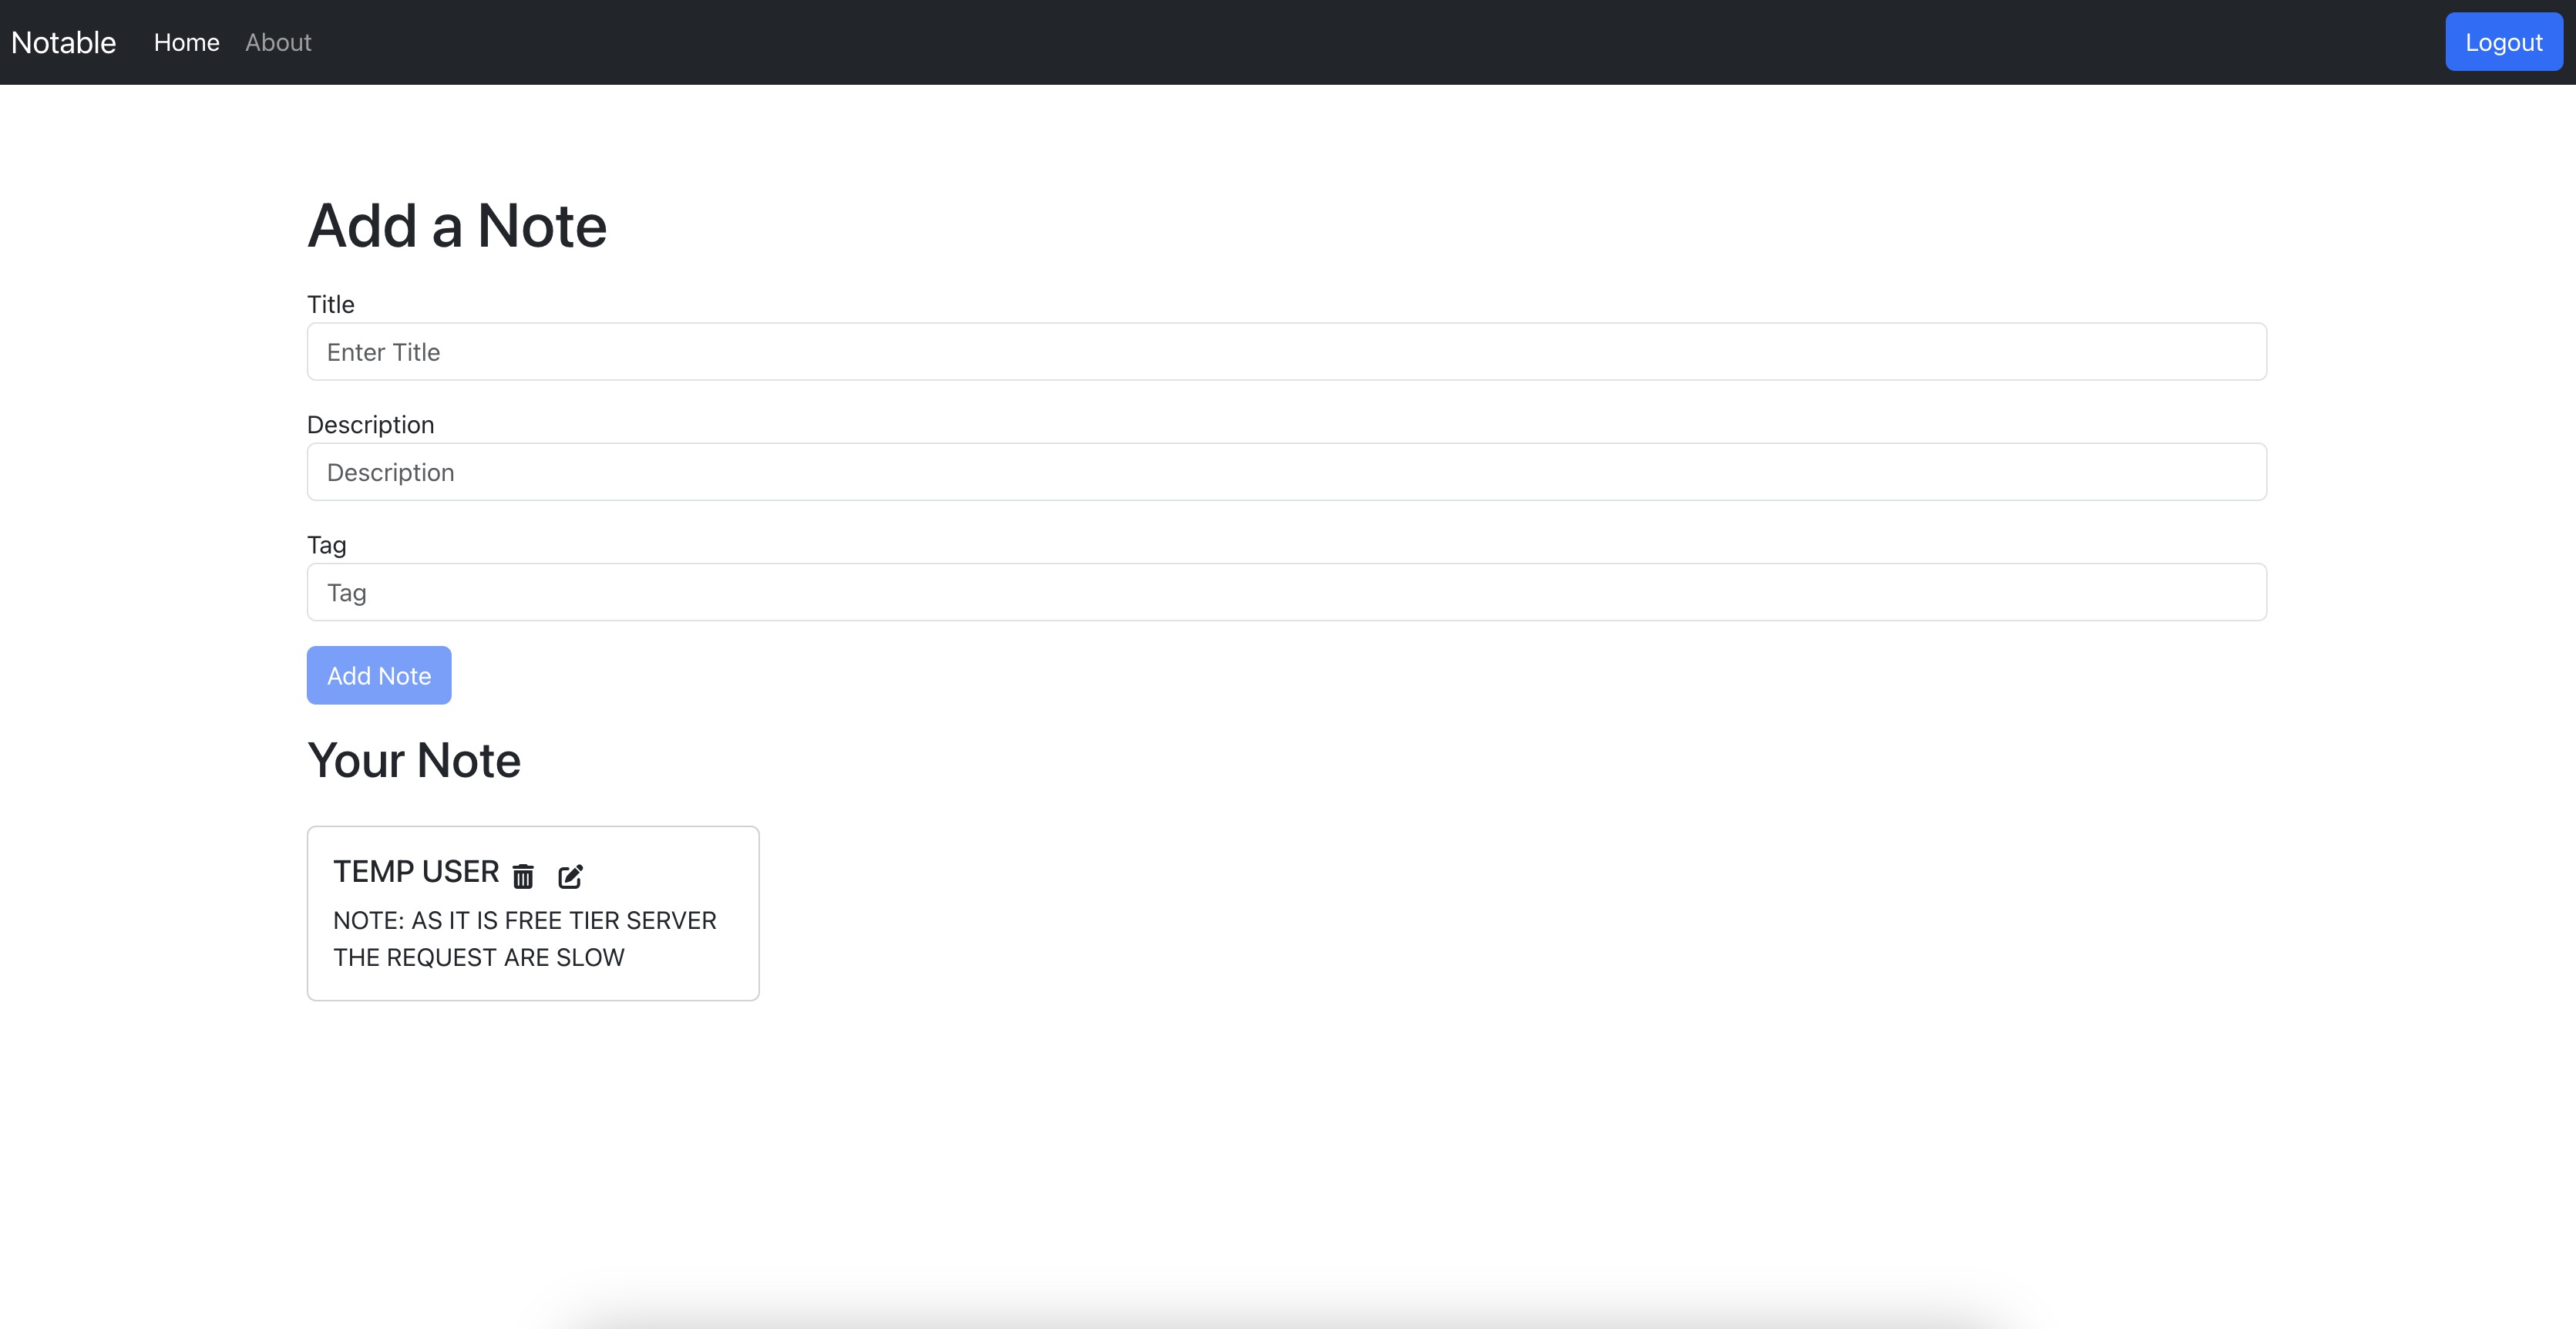 Notable Home About Logout
Add a Note
Title
Enter Title
Description
Description
Tag
Tag
Add Note
Your Note
TEMP USER
NOTE: AS IT IS FREE TIER SERVER
THE REQUEST ARE SLOW